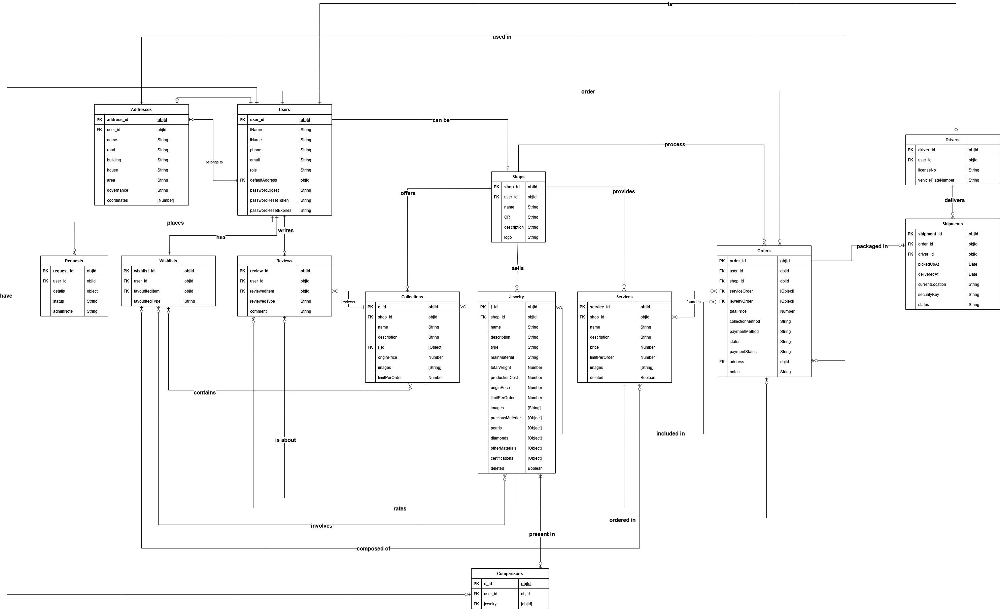 is
used in
order
Addresses
PK address_id objId
FK user_id objId
name String
road String
building String
house String
area String
governance String
coordinates [Number]
belongs to
Users
PK user_id objId
fName String
lName String
phone String
email String
role String
FK defaultAddress objId
passwordDigest String
passwordResetToken String
passwordResetExpires String
can be
process
Drivers
PK driver_id objId
FK user_id objId
licenseNo String
vehiclePlateNumber String
delivers
Shops
PK shop_id objId
FK user_id objId
name String
CR String
description String
logo String
offers
provides
sells
places
has
writes
have
Shipments
PK shipment_id objId
FK order_id objId
FK driver_id objId
pickedUpAt Date
deliveredAt Date
currentLocation String
securityKey String
status String
packaged in
Requests
PK request_id objId
FK user_id objId
details object
status String
adminNote String
Wishlists
PK wishlist_id objId
FK user_id objId
FK favouritedItem objId
favouritedType String
Reviews
PK review_id objId
FK user_id objId
FK reviewedItem objId
reviewedType String
comment String
reviews
Collections
PK c_id objId
FK shop_id objId
name String
description String
FK j_id [Object]
originPrice Number
images [String]
limitPerOrder Number
Jewelry
PK j_id objId
FK shop_id objId
name String
description String
type String
mainMaterial String
totalWeight Number
productionCost Number
originPrice Number
limitPerOrder Number
images [String]
preciousMaterials [Object]
pearls [Object]
diamonds [Object]
otherMaterials [Object]
certifications [Object]
deleted Boolean
Services
PK service_id objId
FK shop_id objId
name String
description String
price Number
limitPerOrder Number
images [String]
deleted Boolean
found in
Orders
PK order_id objId
FK user_id objId
FK shop_id objId
FK serviceOrder [Object]
FK jewelryOrder [Object]
totalPrice Number
collectionMethod String
paymentMethod String
status String
paymentStatus String
FK address objId
notes String
contains
included in
is about
rates
ordered in
involves
present in
composed of
Comparisons
PK c_id objId
FK user_id objId
FK jewelry [objId]